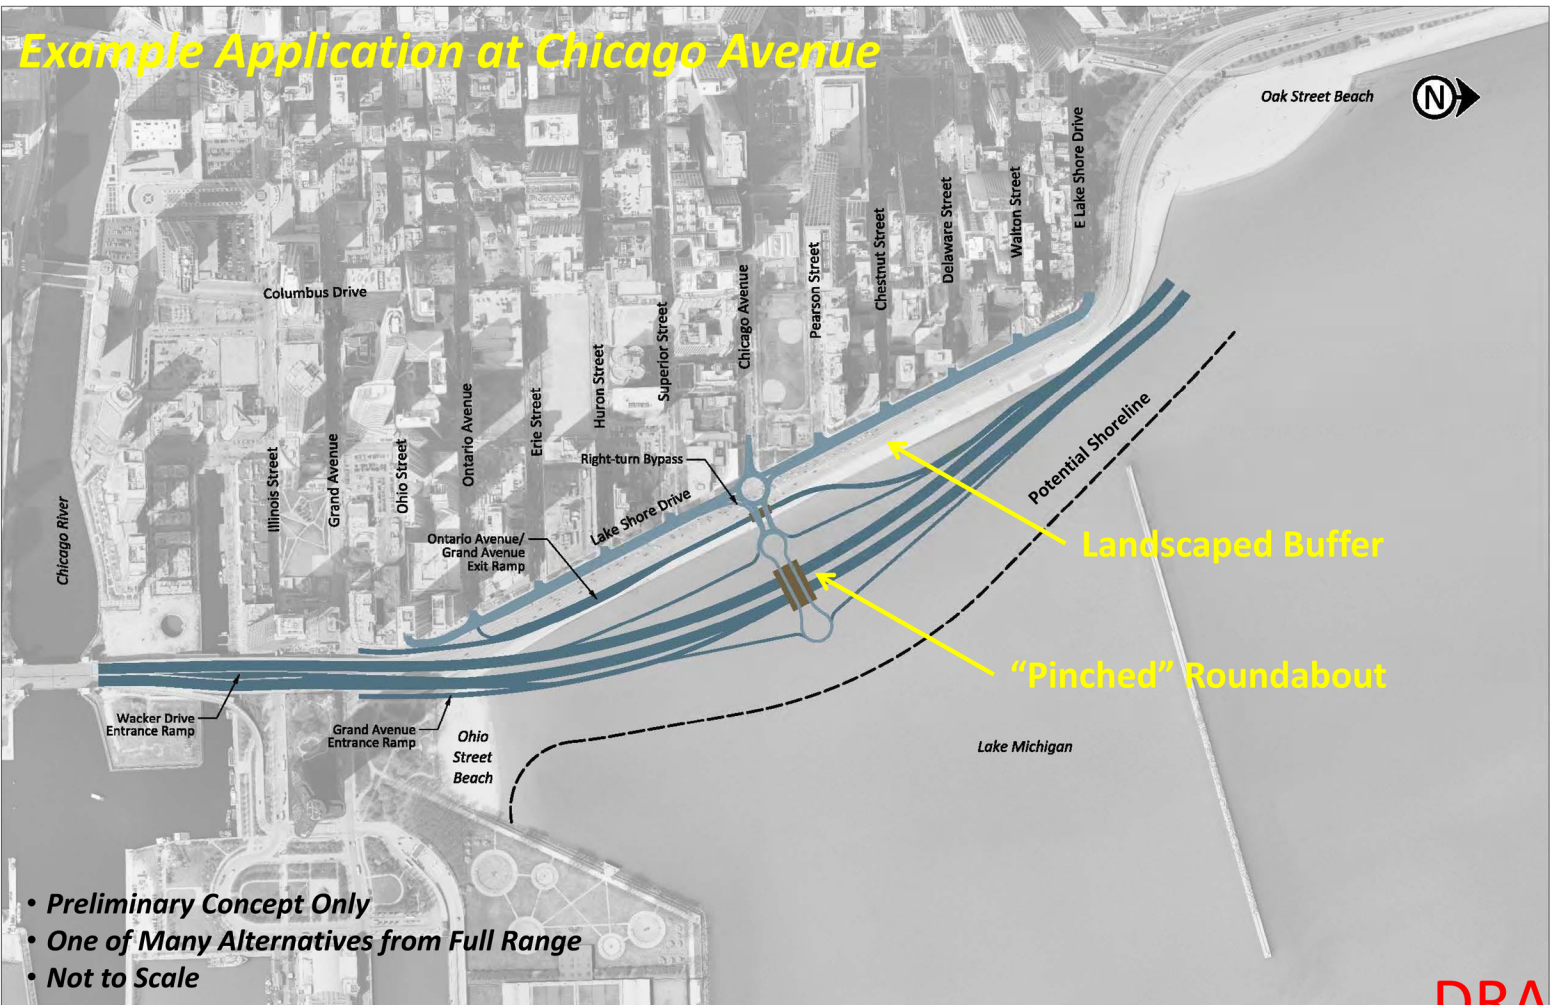 Example Application at Chicago Avenue
Oak Street Beach
N
E Lake Shore Drive
Walton Street
Delaware Street
Chestnut Street
Pearson Street
Chicago Avenue
Superior Street
Huron Street
Erie Street
Ontario Avenue
Ohio Street
Grand Avenue
Illinois Street
Columbus Drive
Chicago River
Right-turn Bypass
Lake Shore Drive
Ontario Avenue/
Grand Avenue
Exit Ramp
Potential Shoreline
Landscaped Buffer
“Pinched” Roundabout
Wacker Drive
Entrance Ramp
Grand Avenue
Entrance Ramp
Ohio
Street
Beach
Lake Michigan
• Preliminary Concept Only
• One of Many Alternatives from Full Range
• Not to Scale